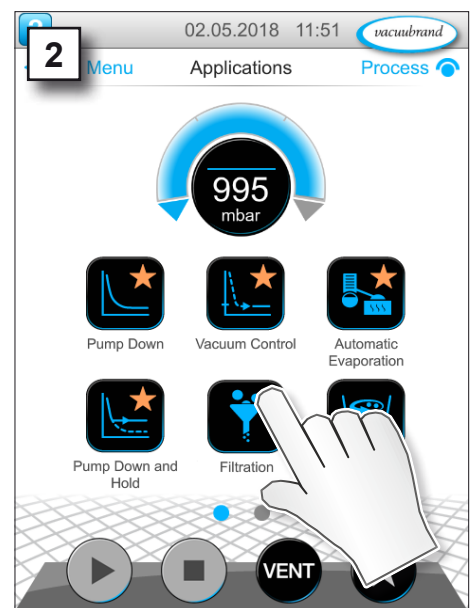 02.05.2018 11:51 vacuubrand
2 Menu Applications Process
995
mbar
Pump Down Vacuum Control Automatic
Evaporation
Pump Down and
Hold
Filtration
VENT